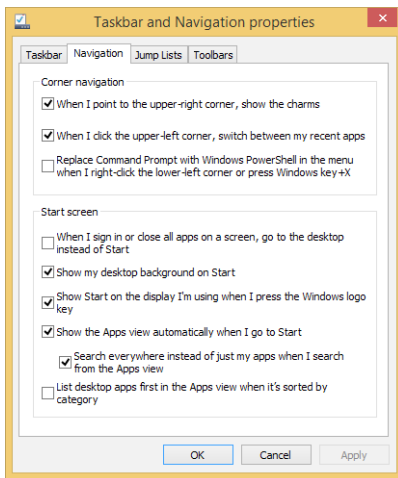 Taskbar and Navigation properties
Taskbar Navigation Jump Lists Toolbars
Corner navigation
When I point to the upper-right corner, show the charms
When I click the upper-left corner, switch between my recent apps
Replace Command Prompt with Windows PowerShell in the menu
when I right-click the lower-left corner or press Windows key+X
Start screen
When I sign in or close all apps on a screen, go to the desktop
instead of Start
Show my desktop background on Start
Show Start on the display I'm using when I press the Windows logo
key
Show the Apps view automatically when I go to Start
Search everywhere instead of just my apps when I search
from the Apps view
List desktop apps first in the Apps view when it's sorted by
category
OK Cancel Apply